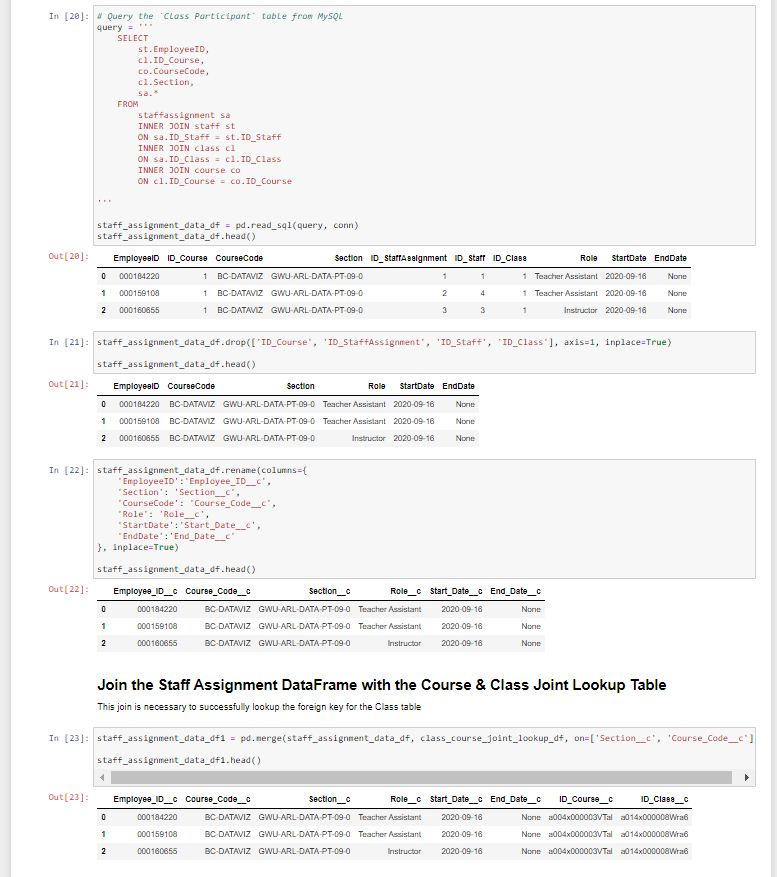 In [20]: # Query the `Class Participant` table from MySQL
query = '''
SELECT
st.EmployeeID,
cl.ID_Course,
co.CourseCode,
cl.Section,
sa.*
FROM
staffassignment sa
INNER JOIN staff st
ON sa.ID_Staff = st.ID_Staff
INNER JOIN class cl
ON sa.ID_Class = cl.ID_Class
INNER JOIN course co
ON cl.ID_Course = co.ID_Course
'''
staff_assignment_data_df = pd.read_sql(query, conn)
staff_assignment_data_df.head()
Out[20]: EmployeeID ID_Course CourseCode Section ID_StaffAssignment ID_Staff ID_Class Role StartDate EndDate
0 000184220 1 BC-DATAVIZ GWU-ARL-DATA-PT-09-0 1 1 1 Teacher Assistant 2020-09-16 None
1 000159108 1 BC-DATAVIZ GWU-ARL-DATA-PT-09-0 2 4 1 Teacher Assistant 2020-09-16 None
2 000160655 1 BC-DATAVIZ GWU-ARL-DATA-PT-09-0 3 3 1 Instructor 2020-09-16 None
In [21]: staff_assignment_data_df.drop(['ID_Course', 'ID_StaffAssignment', 'ID_Staff', 'ID_Class'], axis=1, inplace=True)
staff_assignment_data_df.head()
Out[21]: EmployeeID CourseCode Section Role StartDate EndDate
0 000184220 BC-DATAVIZ GWU-ARL-DATA-PT-09-0 Teacher Assistant 2020-09-16 None
1 000159108 BC-DATAVIZ GWU-ARL-DATA-PT-09-0 Teacher Assistant 2020-09-16 None
2 000160655 BC-DATAVIZ GWU-ARL-DATA-PT-09-0 Instructor 2020-09-16 None
In [22]: staff_assignment_data_df.rename(columns={
'EmployeeID':'Employee_ID__c',
'Section': 'Section__c',
'CourseCode': 'Course_Code__c',
'Role': 'Role__c',
'StartDate':'Start_Date__c',
'EndDate':'End_Date__c'
}, inplace=True)
staff_assignment_data_df.head()
Out[22]: Employee_ID__c Course_Code__c Section__c Role__c Start_Date__c End_Date__c
0 000184220 BC-DATAVIZ GWU-ARL-DATA-PT-09-0 Teacher Assistant 2020-09-16 None
1 000159108 BC-DATAVIZ GWU-ARL-DATA-PT-09-0 Teacher Assistant 2020-09-16 None
2 000160655 BC-DATAVIZ GWU-ARL-DATA-PT-09-0 Instructor 2020-09-16 None
Join the Staff Assignment DataFrame with the Course & Class Joint Lookup Table
This join is necessary to successfully lookup the foreign key for the Class table
In [23]: staff_assignment_data_df1 = pd.merge(staff_assignment_data_df, class_course_joint_lookup_df, on=['Section__c', 'Course_Code__c']
staff_assignment_data_df1.head()
Out[23]: Employee_ID__c Course_Code__c Section__c Role__c Start_Date__c End_Date__c ID_Course__c ID_Class__c
0 000184220 BC-DATAVIZ GWU-ARL-DATA-PT-09-0 Teacher Assistant 2020-09-16 None a004x000003VTaI a014x000008Wra6
1 000159108 BC-DATAVIZ GWU-ARL-DATA-PT-09-0 Teacher Assistant 2020-09-16 None a004x000003VTaI a014x000008Wra6
2 000160655 BC-DATAVIZ GWU-ARL-DATA-PT-09-0 Instructor 2020-09-16 None a004x000003VTaI a014x000008Wra6